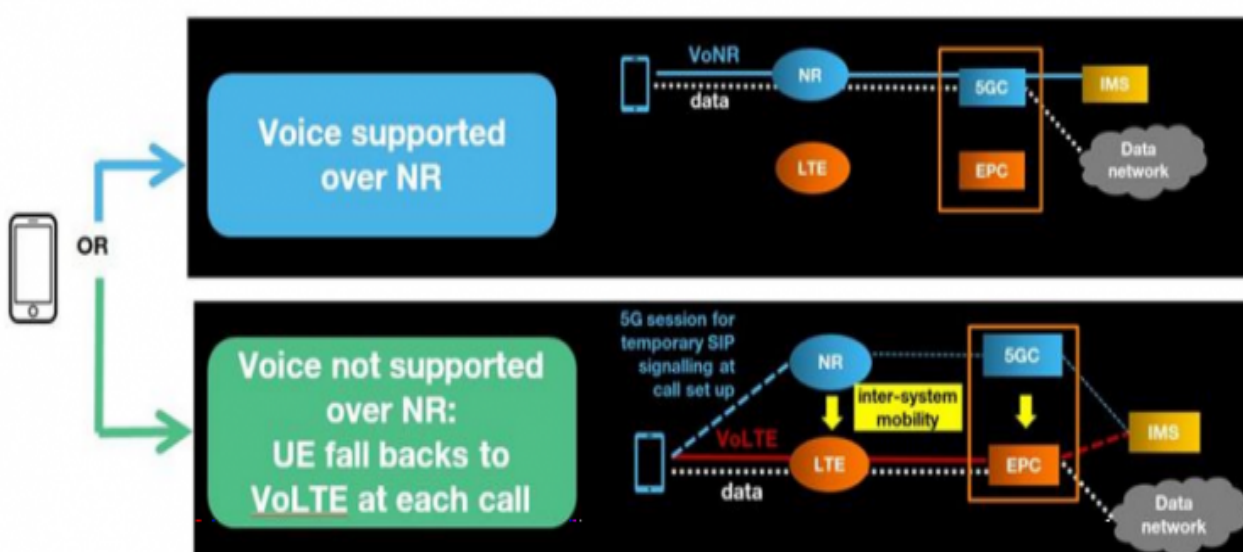 OR
Voice supported
over NR
VoNR
data
NR
LTE
5GC
EPC
IMS
Data
network
Voice not supported
over NR:
UE fall backs to
VoLTE at each call
5G session for
temporary SIP
signalling at
call set up
NR
5GC
inter-system
mobility
VoLTE
data
LTE
EPC
IMS
Data
network